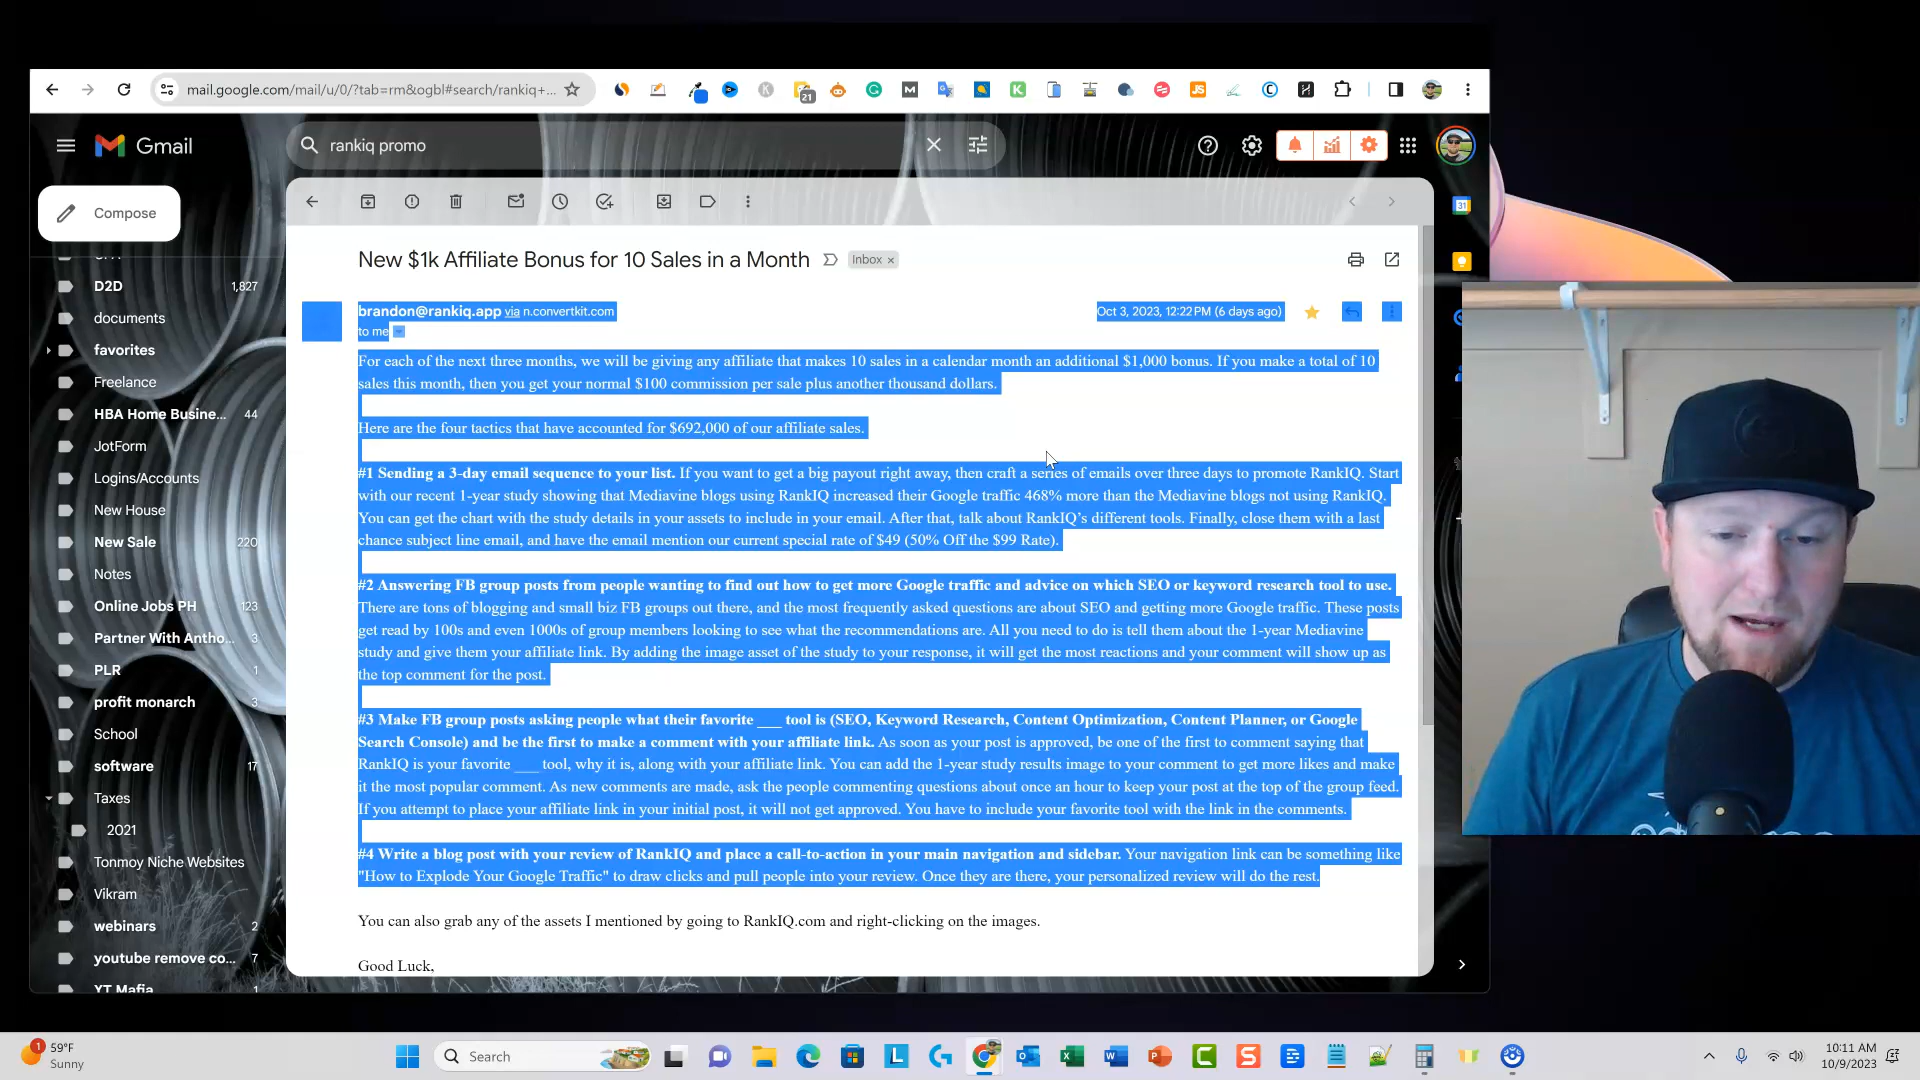 mail.google.com/mail/u/0/?tab=rm&ogbl#search/rankiq+...
21
Gmail
rankiq promo
Compose
D2D 1,827
documents
favorites
Freelance
HBA Home Busine... 44
JotForm
Logins/Accounts
New House
New Sale 220
Notes
Online Jobs PH 123
Partner With Antho... 3
PLR 1
profit monarch 3
School
software 17
Taxes
2021
Tonmoy Niche Websites
Vikram
webinars 2
youtube remove co...
YT Mafia 1
New $1k Affiliate Bonus for 10 Sales in a Month
Inbox ×
brandon@rankiq.app via n.convertkit.com
Oct 3, 2023, 12:22 PM (6 days ago)
to me
For each of the next three months, we will be giving any affiliate that makes 10 sales in a calendar month an additional $1,000 bonus. If you make a total of 10
sales this month, then you get your normal $100 commission per sale plus another thousand dollars.
Here are the four tactics that have accounted for $692,000 of our affiliate sales.
#1 Sending a 3-day email sequence to your list. If you want to get a big payout right away, then craft a series of emails over three days to promote RankIQ. Start
with our recent 1-year study showing that Mediavine blogs using RankIQ increased their Google traffic 468% more than the Mediavine blogs not using RankIQ.
You can get the chart with the study details in your assets to include in your email. After that, talk about RankIQ's different tools. Finally, close them with a last
chance subject line email, and have the email mention our current special rate of $49 (50% Off the $99 Rate).
#2 Answering FB group posts from people wanting to find out how to get more Google traffic and advice on which SEO or keyword research tool to use.
There are tons of blogging and small biz FB groups out there, and the most frequently asked questions are about SEO and getting more Google traffic. These posts
get read by 100s and even 1000s of group members looking to see what the recommendations are. All you need to do is tell them about the 1-year Mediavine
study and give them your affiliate link. By adding the image asset of the study to your response, it will get the most reactions and your comment will show up as
the top comment for the post.
#3 Make FB group posts asking people what their favorite ___ tool is (SEO, Keyword Research, Content Optimization, Content Planner, or Google
Search Console) and be the first to make a comment with your affiliate link. As soon as your post is approved, be one of the first to comment saying that
RankIQ is your favorite ___ tool, why it is, along with your affiliate link. You can add the 1-year study results image to your comment to get more likes and make
it the most popular comment. As new comments are made, ask the people commenting questions about once an hour to keep your post at the top of the group feed.
If you attempt to place your affiliate link in your initial post, it will not get approved. You have to include your favorite tool with the link in the comments.
#4 Write a blog post with your review of RankIQ and place a call-to-action in your main navigation and sidebar. Your navigation link can be something like
"How to Explode Your Google Traffic" to draw clicks and pull people into your review. Once they are there, your personalized review will do the rest.
You can also grab any of the assets I mentioned by going to RankIQ.com and right-clicking on the images.
Good Luck,
31
1
59°F
Sunny
Search
10:11 AM
10/9/2023